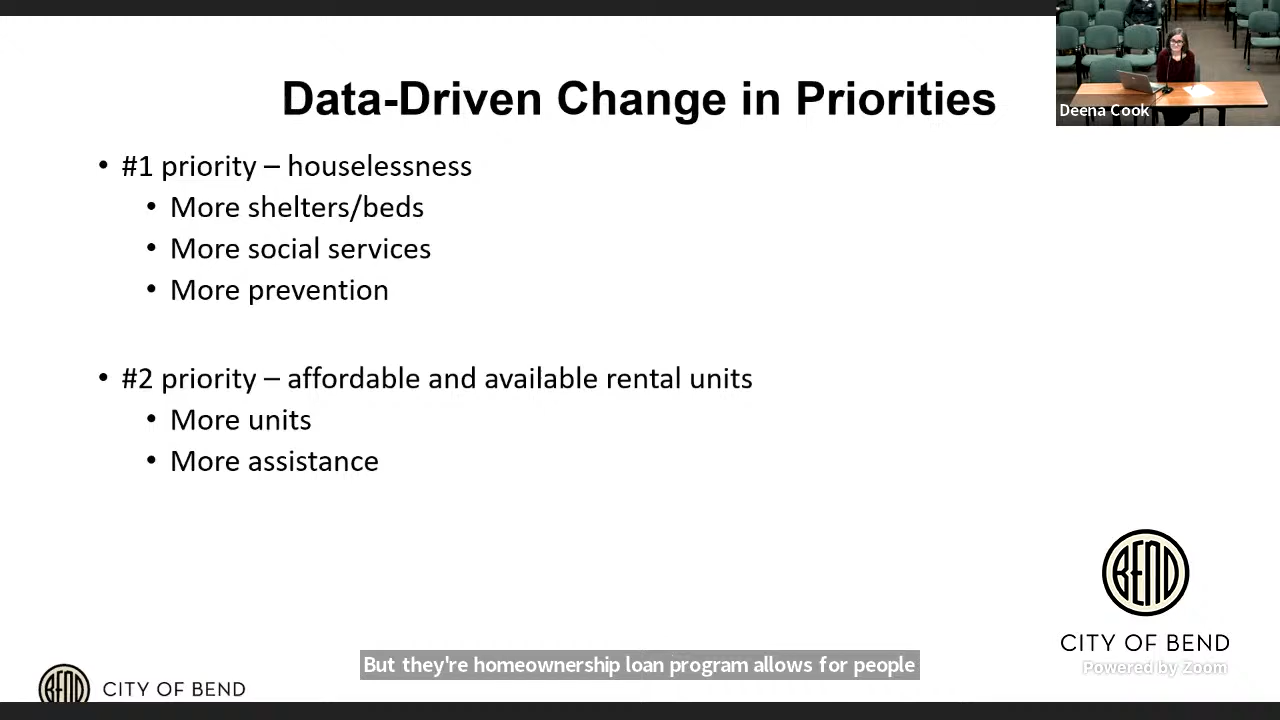 Data-Driven Change in Priorities
Deena Cook
• #1 priority – houselessness
• More shelters/beds
• More social services
• More prevention
• #2 priority – affordable and available rental units
• More units
• More assistance
BEND
CITY OF BEND
Powered by Zoom
But they're homeownership loan program allows for people
BEND
CITY OF BEND